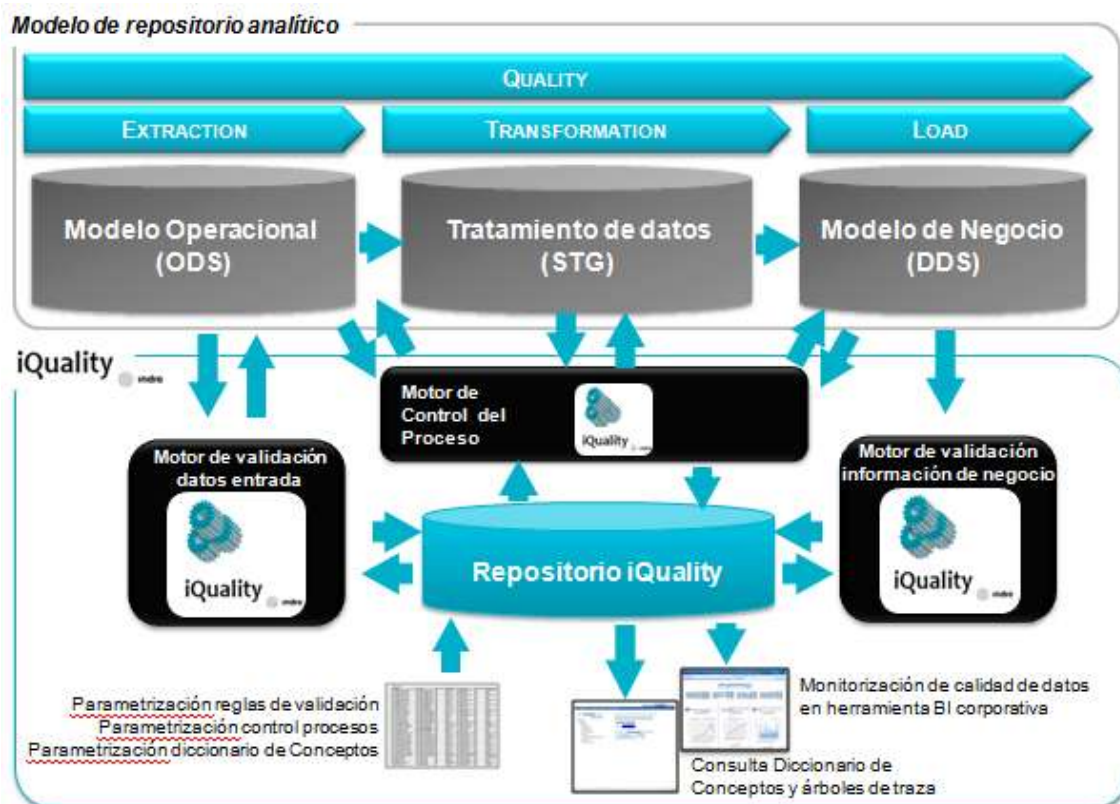 Modelo de repositorio analítico
QUALITY
EXTRACTION
TRANSFORMATION
LOAD
Modelo Operacional
(ODS)
Tratamiento de datos
(STG)
Modelo de Negocio
(DDS)
iQuality
indra
Motor de
Control del
Proceso
iQuality
Motor de validación
datos entrada
iQuality
indra
Motor de validación
información de negocio
iQuality
indra
Repositorio iQuality
Parametrización reglas de validación
Parametrización control procesos
Parametrización diccionario de Conceptos
Monitorización de calidad de datos
en herramienta BI corporativa
Consulta Diccionario de
Conceptos y árboles de traza